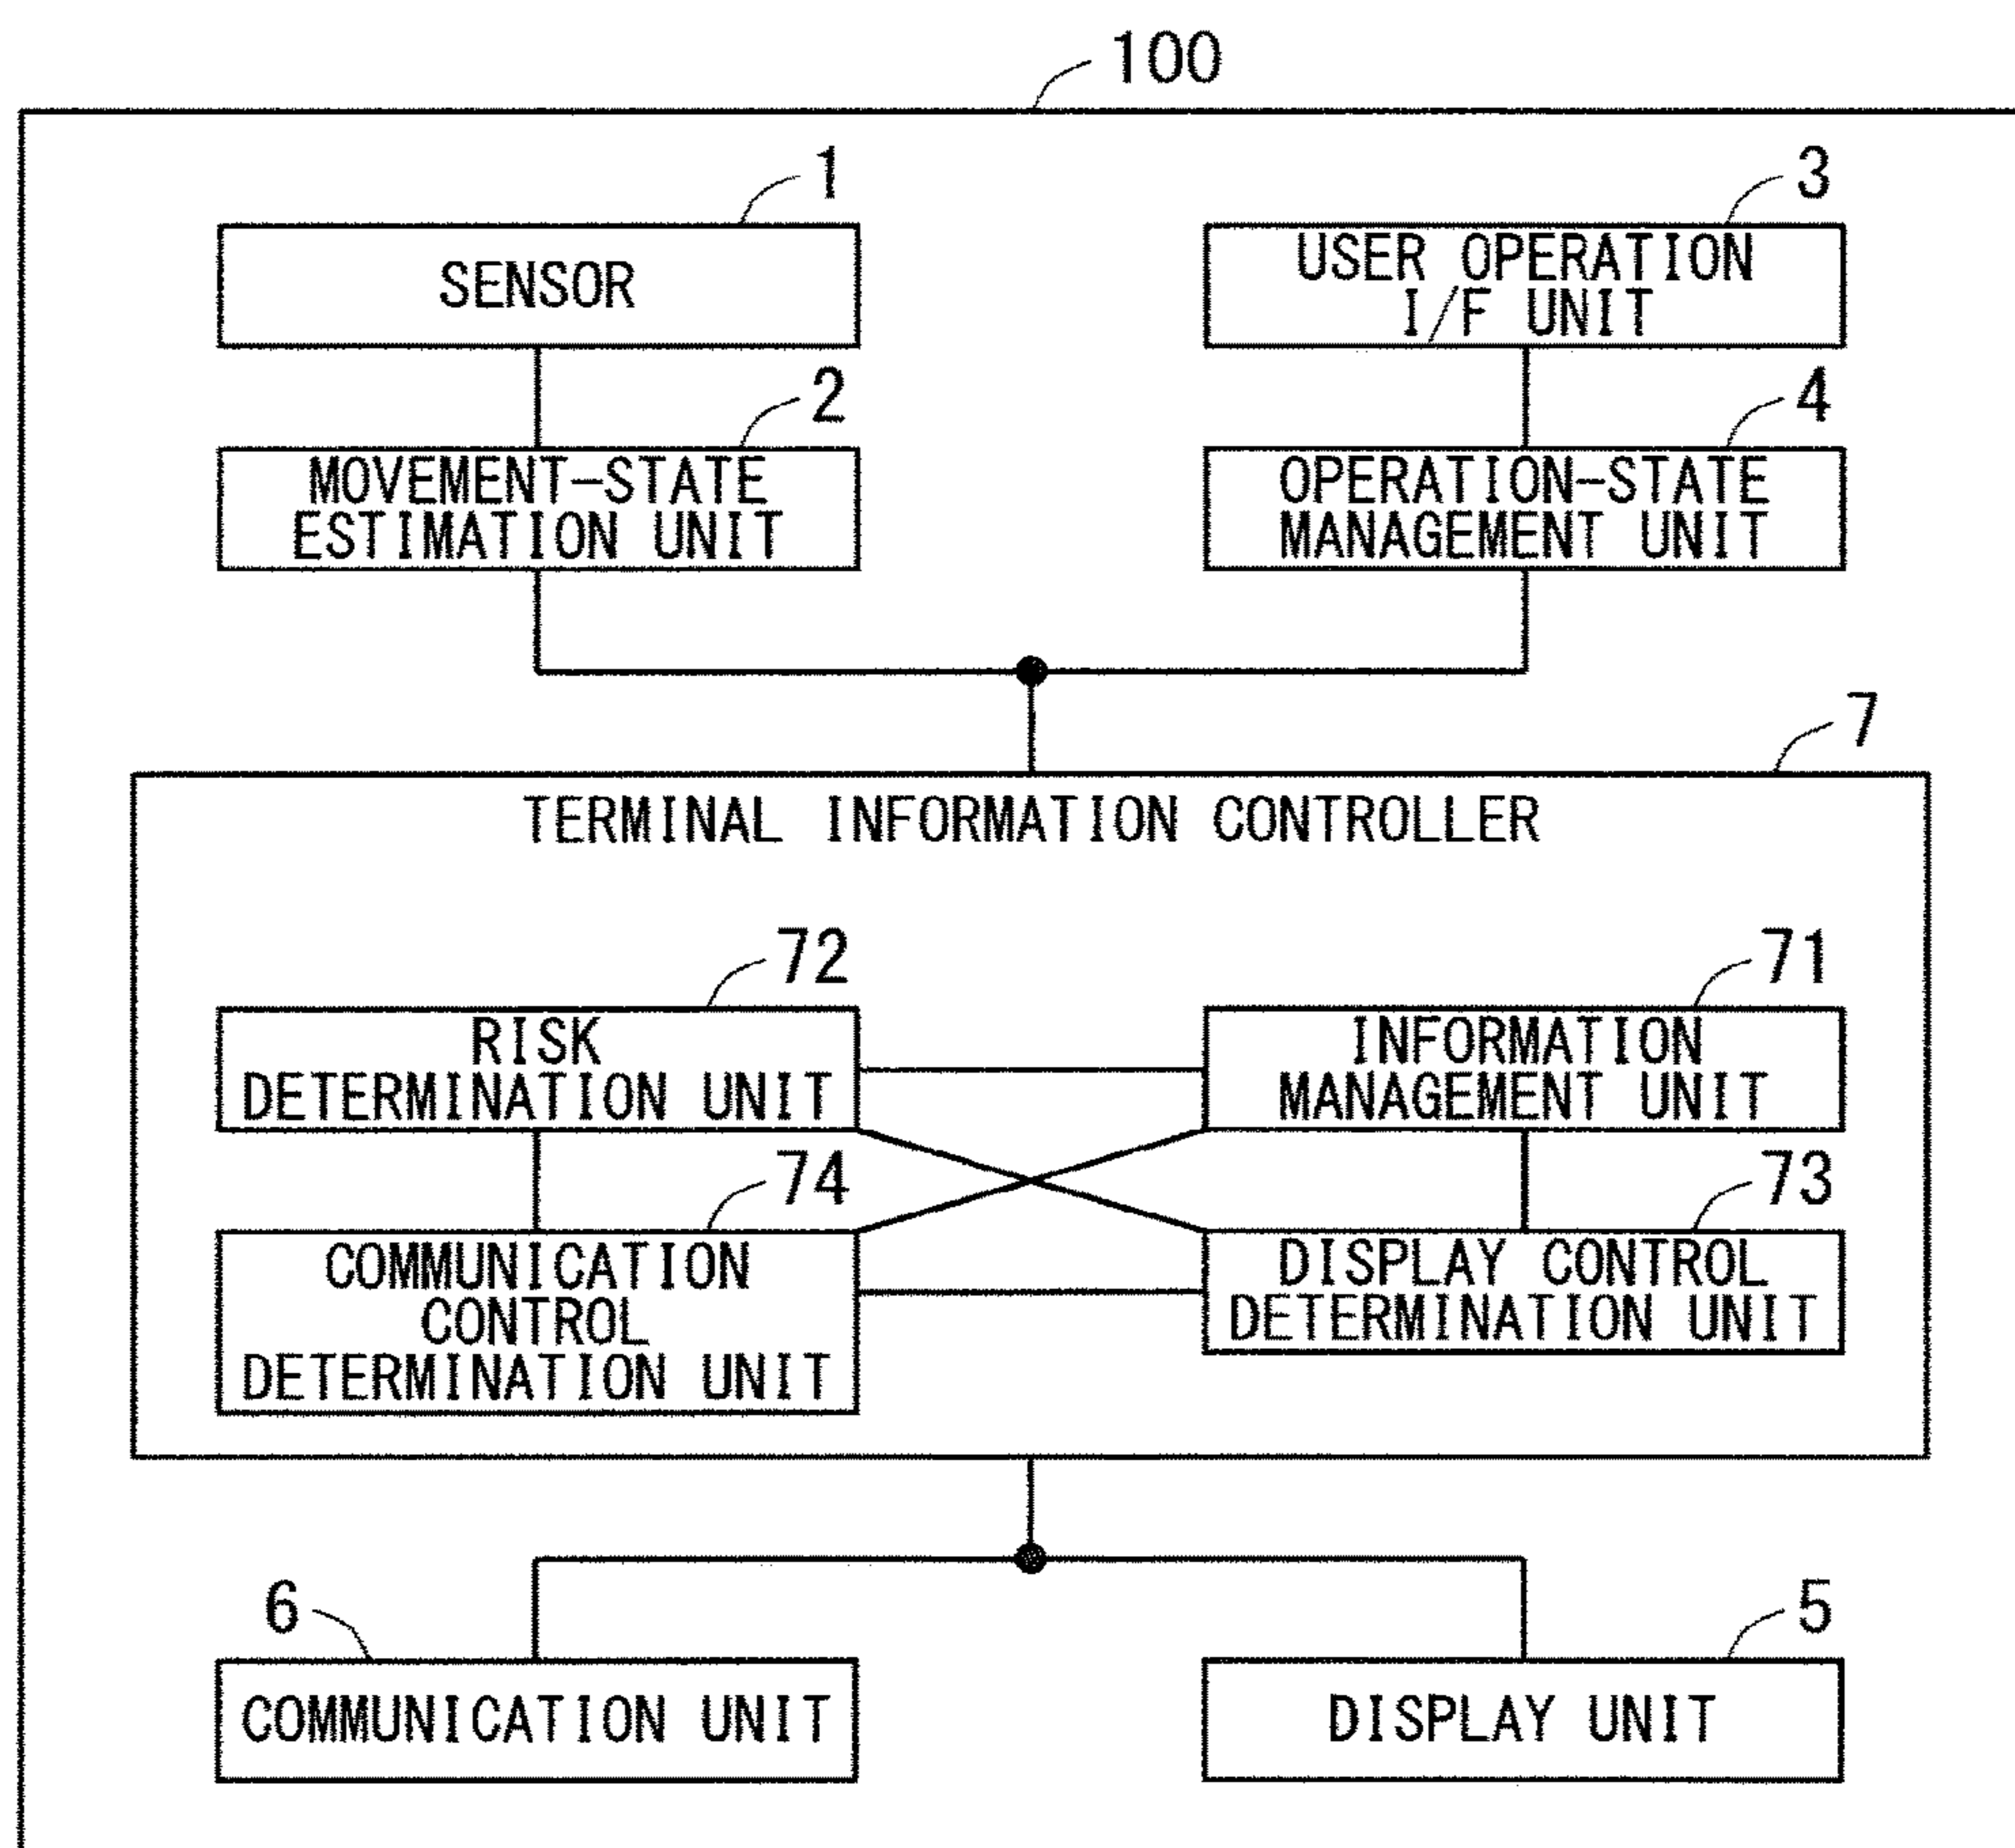 100
1
3
SENSOR
USER OPERATION
I/F UNIT
2
4
MOVEMENT-STATE
ESTIMATION UNIT
OPERATION-STATE
MANAGEMENT UNIT
7
TERMINAL INFORMATION CONTROLLER
72
71
RISK
DETERMINATION UNIT
INFORMATION
MANAGEMENT UNIT
74
73
COMMUNICATION
CONTROL
DETERMINATION UNIT
DISPLAY CONTROL
DETERMINATION UNIT
6
5
COMMUNICATION UNIT
DISPLAY UNIT